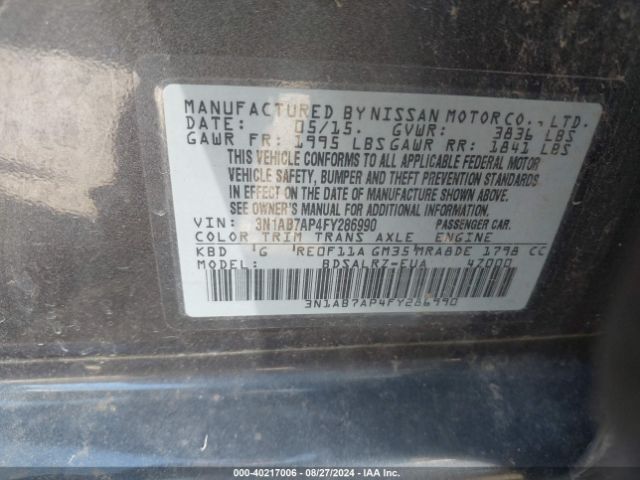 MANUFACTURED BY NISSAN MOTOR CO., LTD.
DATE: 05/15. GVWR: 3836 LBS
GAWR FR: 1995 LBS GAWR RR: 1841 LBS
THIS VEHICLE CONFORMS TO ALL APPLICABLE FEDERAL MOTOR
VEHICLE SAFETY, BUMPER AND THEFT PREVENTION STANDARDS
IN EFFECT ON THE DATE OF MANUFACTURE SHOWN ABOVE.
SEE OWNER'S MANUAL FOR ADDITIONAL INFORMATION
VIN: 3N1AB7AP4FY286990 PASSENGER CAR.
COLOR TRIM TRANS AXLE ENGINE
KBD G RE0F11A GM35 MRA8DE 1798 CC
MODEL: BDSALRZ-EUA 47000
3N1AB7AP4FY286990
000-40217006 - 08/27/2024 - IAA Inc.